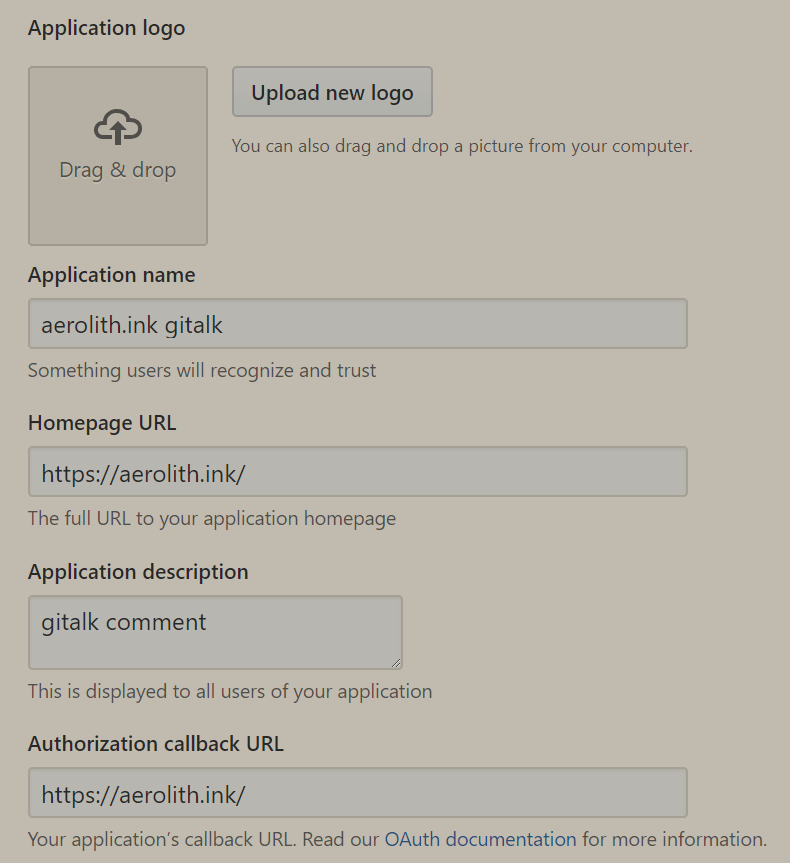 Application logo
Drag & drop
Upload new logo
You can also drag and drop a picture from your computer.
Application name
aerolith.ink gitalk
Something users will recognize and trust
Homepage URL
https://aerolith.ink/
The full URL to your application homepage
Application description
gitalk comment
This is displayed to all users of your application
Authorization callback URL
https://aerolith.ink/
Your application’s callback URL. Read our OAuth documentation for more information.